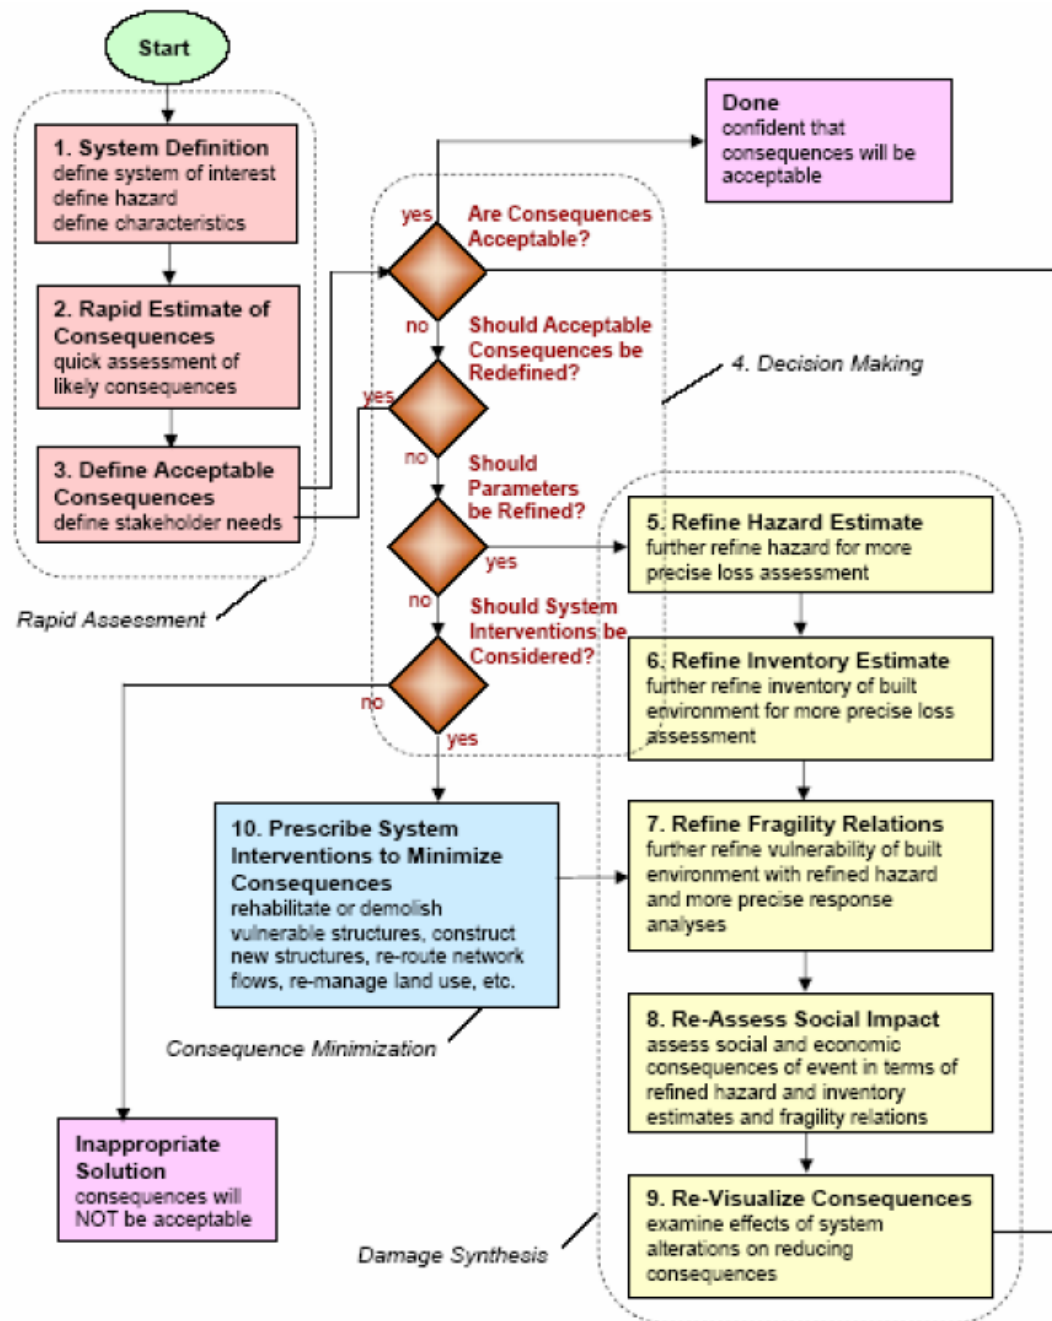 Start
1. System Definition
define system of interest
define hazard
define characteristics
2. Rapid Estimate of
Consequences
quick assessment of
likely consequences
3. Define Acceptable
Consequences
define stakeholder needs
Rapid Assessment
Done
confident that
consequences will be
acceptable
yes
Are Consequences
Acceptable?
no
Should Acceptable
Consequences be
Redefined?
yes
no
Should
Parameters
be Refined?
yes
no
Should System
Interventions be
Considered?
no
yes
4. Decision Making
5. Refine Hazard Estimate
further refine hazard for more
precise loss assessment
6. Refine Inventory Estimate
further refine inventory of built
environment for more precise loss
assessment
7. Refine Fragility Relations
further refine vulnerability of built
environment with refined hazard
and more precise response
analyses
8. Re-Assess Social Impact
assess social and economic
consequences of event in terms of
refined hazard and inventory
estimates and fragility relations
9. Re-Visualize Consequences
examine effects of system
alterations on reducing
consequences
Damage Synthesis
10. Prescribe System
Interventions to Minimize
Consequences
rehabilitate or demolish
vulnerable structures, construct
new structures, re-route network
flows, re-manage land use, etc.
Consequence Minimization
Inappropriate
Solution
consequences will
NOT be acceptable